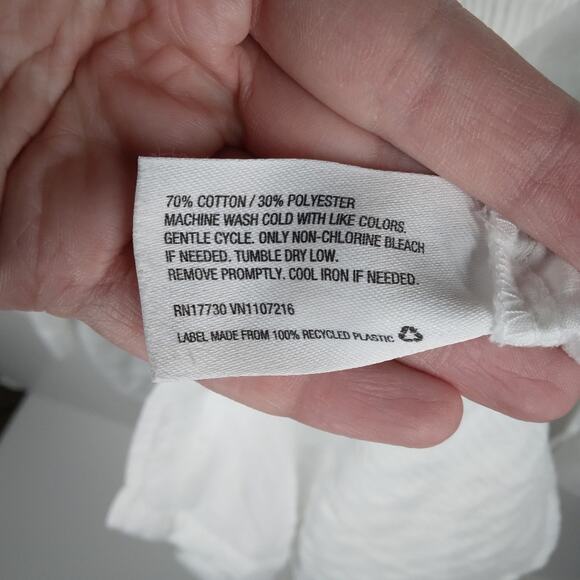 70% COTTON / 30% POLYESTER
MACHINE WASH COLD WITH LIKE COLORS.
GENTLE CYCLE. ONLY NON-CHLORINE BLEACH
IF NEEDED. TUMBLE DRY LOW.
REMOVE PROMPTLY. COOL IRON IF NEEDED.
RN17730 VN1107216
LABEL MADE FROM 100% RECYCLED PLASTIC